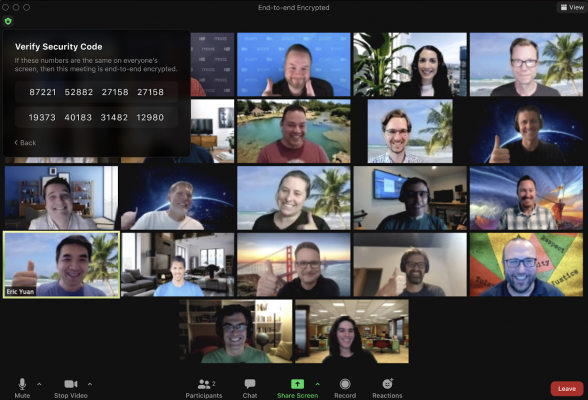 End-to-end Encrypted
View
Verify Security Code
If these numbers are the same on everyone's
screen, then this meeting is end-to-end encrypted.
87221 52882 27158 27158
19373 40183 31482 12980
Back
Eric Yuan
Respect
Justice
Mute
Stop Video
Participants
2
Chat
Share Screen
Record
Reactions
Leave